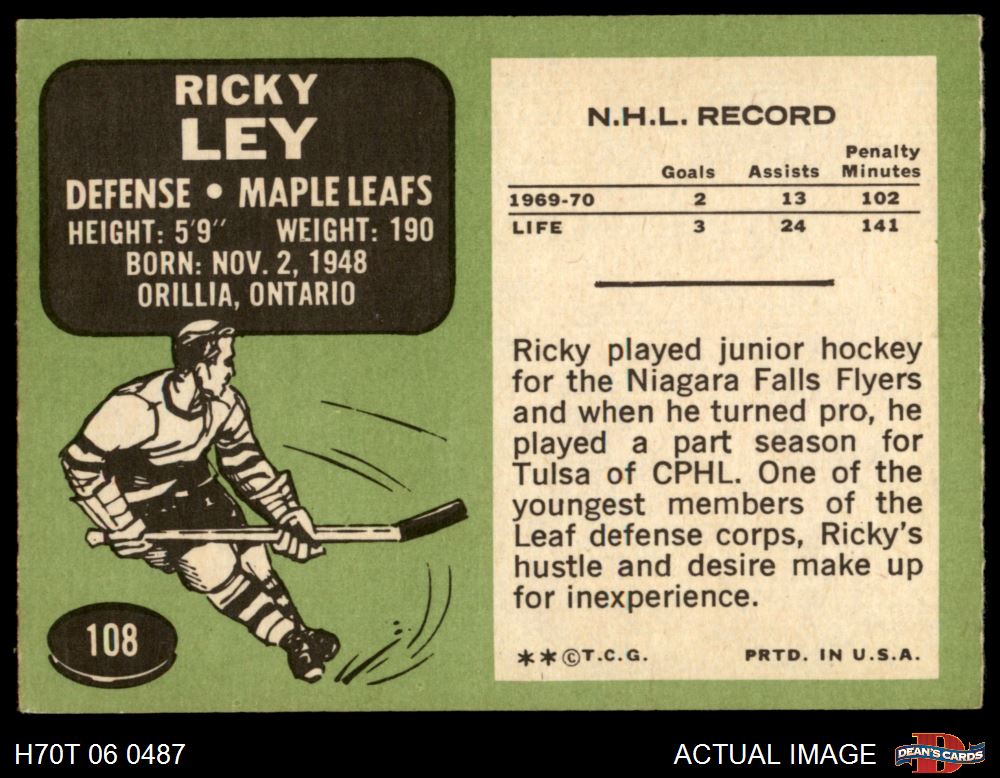 RICKY
LEY
DEFENSE • MAPLE LEAFS
HEIGHT: 5'9" WEIGHT: 190
BORN: NOV. 2, 1948
ORILLIA, ONTARIO
108
N.H.L. RECORD
Goals Assists Penalty Minutes
1969-70 2 13 102
LIFE 3 24 141
Ricky played junior hockey
for the Niagara Falls Flyers
and when he turned pro, he
played a part season for
Tulsa of CPHL. One of the
youngest members of the
Leaf defense corps, Ricky's
hustle and desire make up
for inexperience.
**©T.C.G. PRTD. IN U.S.A.
H70T 06 0487
ACTUAL IMAGE
D
DEAN'S CARDS